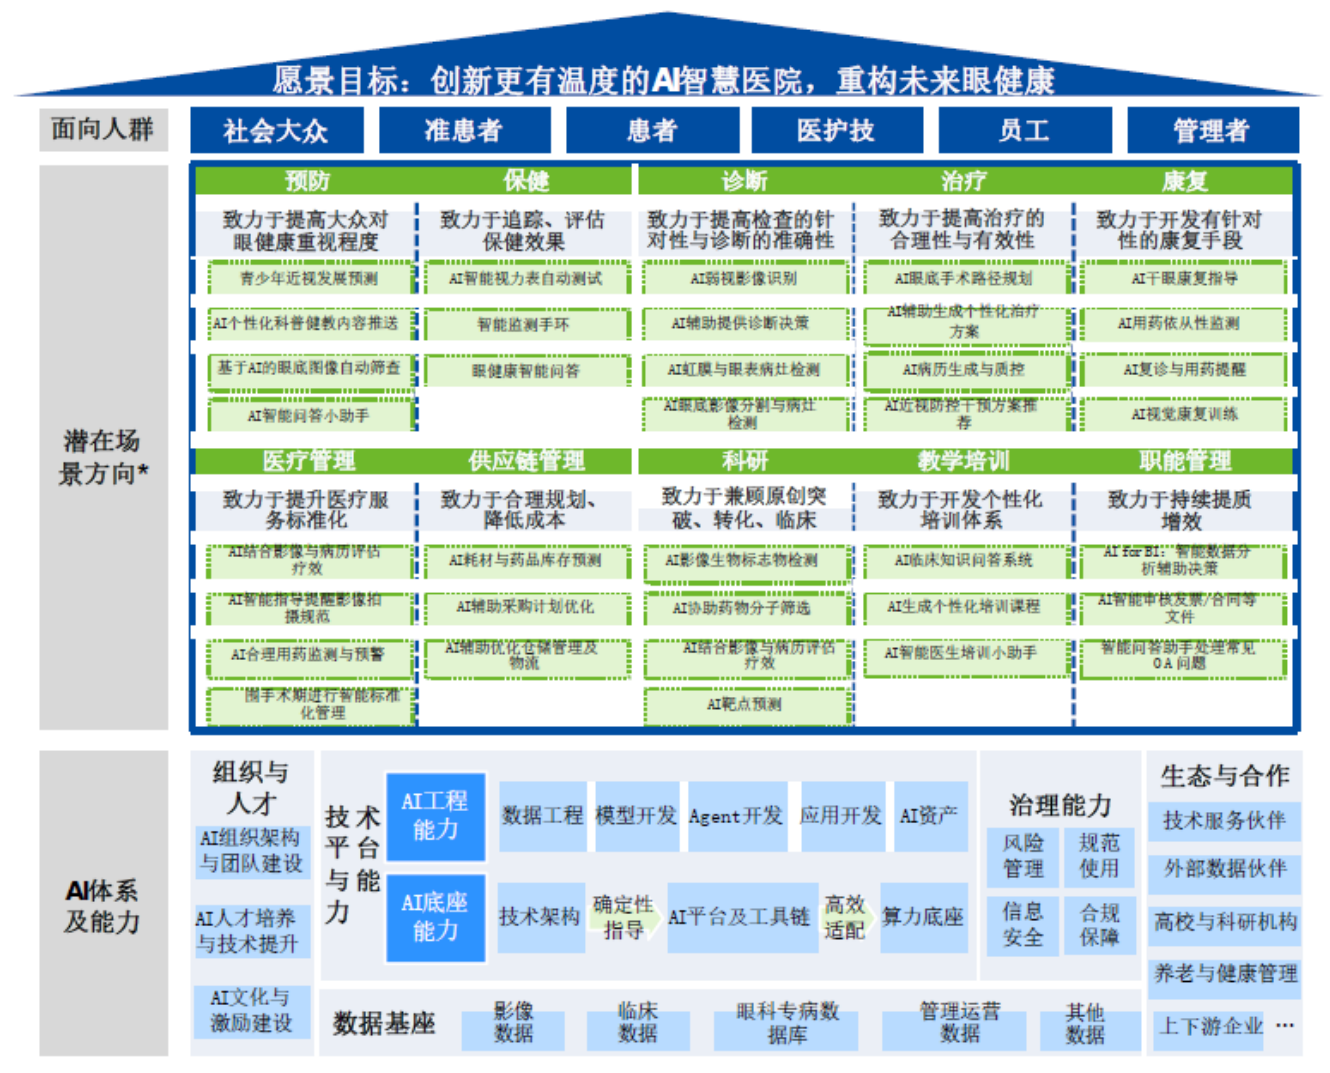 愿景目标：创新更有温度的AI智慧医院，重构未来眼健康
面向人群
社会大众
准患者
患者
医护技
员工
管理者
潜在场
景方向*
预防
保健
诊断
治疗
康复
致力于提高大众对
眼健康重视程度
致力于追踪、评估
保健效果
致力于提高检查的针
对性与诊断的准确性
致力于提高治疗的
合理性与有效性
致力于开发有针对
性的康复手段
青少年近视发展预测
AI个性化科普健教内容推送
基于AI的眼底图像自动筛查
AI智能问答小助手
AI智能视力表自动测试
智能监测手环
眼健康智能问答
AI弱视影像识别
AI辅助提供诊断决策
AI虹膜与眼表病灶检测
AI眼底影像分割与病灶
检测
AI眼底手术路径规划
AI辅助生成个性化治疗
方案
AI病历生成与质控
AI近视防控干预方案推
荐
AI干眼康复指导
AI用药依从性监测
AI复诊与用药提醒
AI视觉康复训练
医疗管理
供应链管理
科研
教学培训
职能管理
致力于提升医疗服
务标准化
致力于合理规划、
降低成本
致力于兼顾原创突
破、转化、临床
致力于开发个性化
培训体系
致力于持续提质
增效
AI结合影像与病历评估
疗效
AI智能指导提醒影像拍
摄规范
AI合理用药监测与预警
围手术期进行智能标准
化管理
AI耗材与药品库存预测
AI辅助采购计划优化
AI辅助优化仓储管理及
物流
AI影像生物标志物检测
AI协助药物分子筛选
AI结合影像与病历评估
疗效
AI靶点预测
AI临床知识问答系统
AI生成个性化培训课程
AI智能医生培训小助手
AI for BI：智能数据分
析辅助决策
AI智能审核发票/合同等
文件
智能问答助手处理常见
OA 问题
AI体系
及能力
组织与
人才
AI组织架构
与团队建设
AI人才培养
与技术提升
AI文化与
激励建设
技术
平台
与能
力
AI工程
能力
数据工程
模型开发
Agent开发
应用开发
AI资产
AI底座
能力
技术架构
确定性
指导
AI平台及工具链
高效
适配
算力底座
治理能力
风险
管理
规范
使用
信息
安全
合规
保障
数据基座
影像
数据
临床
数据
眼科专病数
据库
管理运营
数据
其他
数据
生态与合作
技术服务伙伴
外部数据伙伴
高校与科研机构
养老与健康管理
上下游企业 …